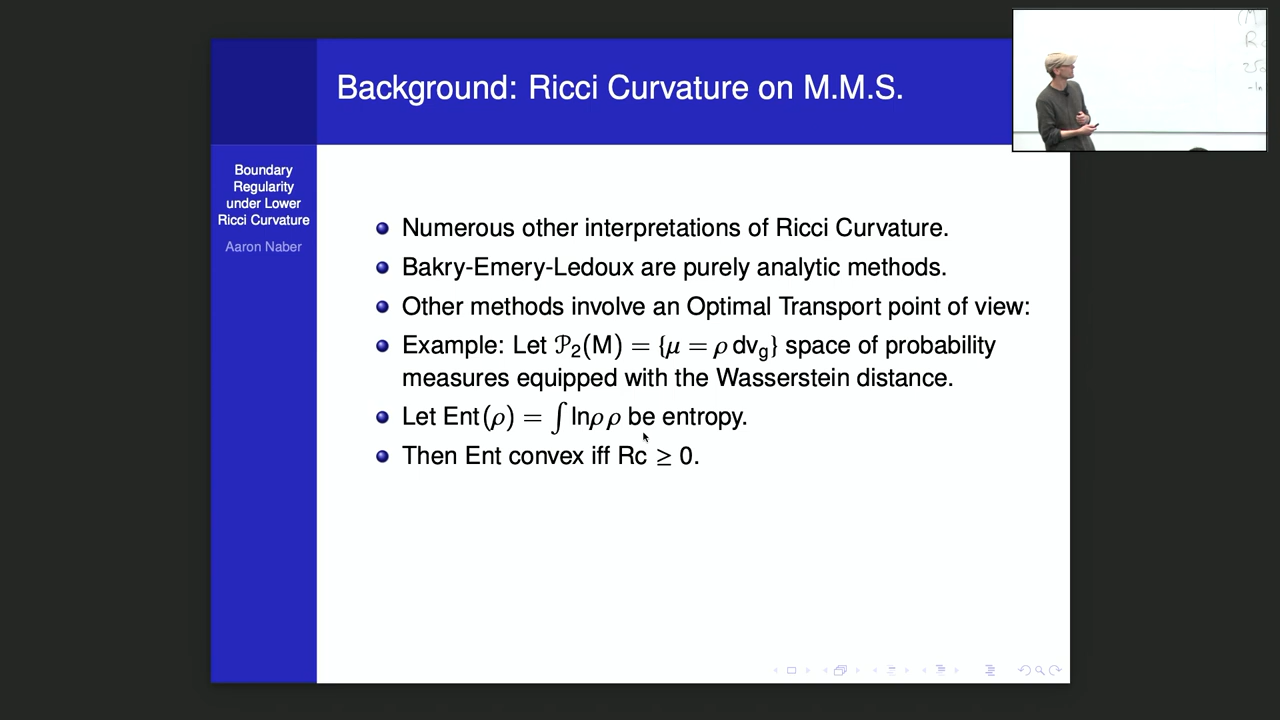 Background: Ricci Curvature on M.M.S.
Boundary
Regularity
under Lower
Ricci Curvature
Aaron Naber
Numerous other interpretations of Ricci Curvature.
Bakry-Emery-Ledoux are purely analytic methods.
Other methods involve an Optimal Transport point of view:
Example: Let 𝒫₂(M) = {μ = ρ dv_g} space of probability
measures equipped with the Wasserstein distance.
Let Ent(ρ) = ∫ lnρ ρ be entropy.
Then Ent convex iff Rc ≥ 0.